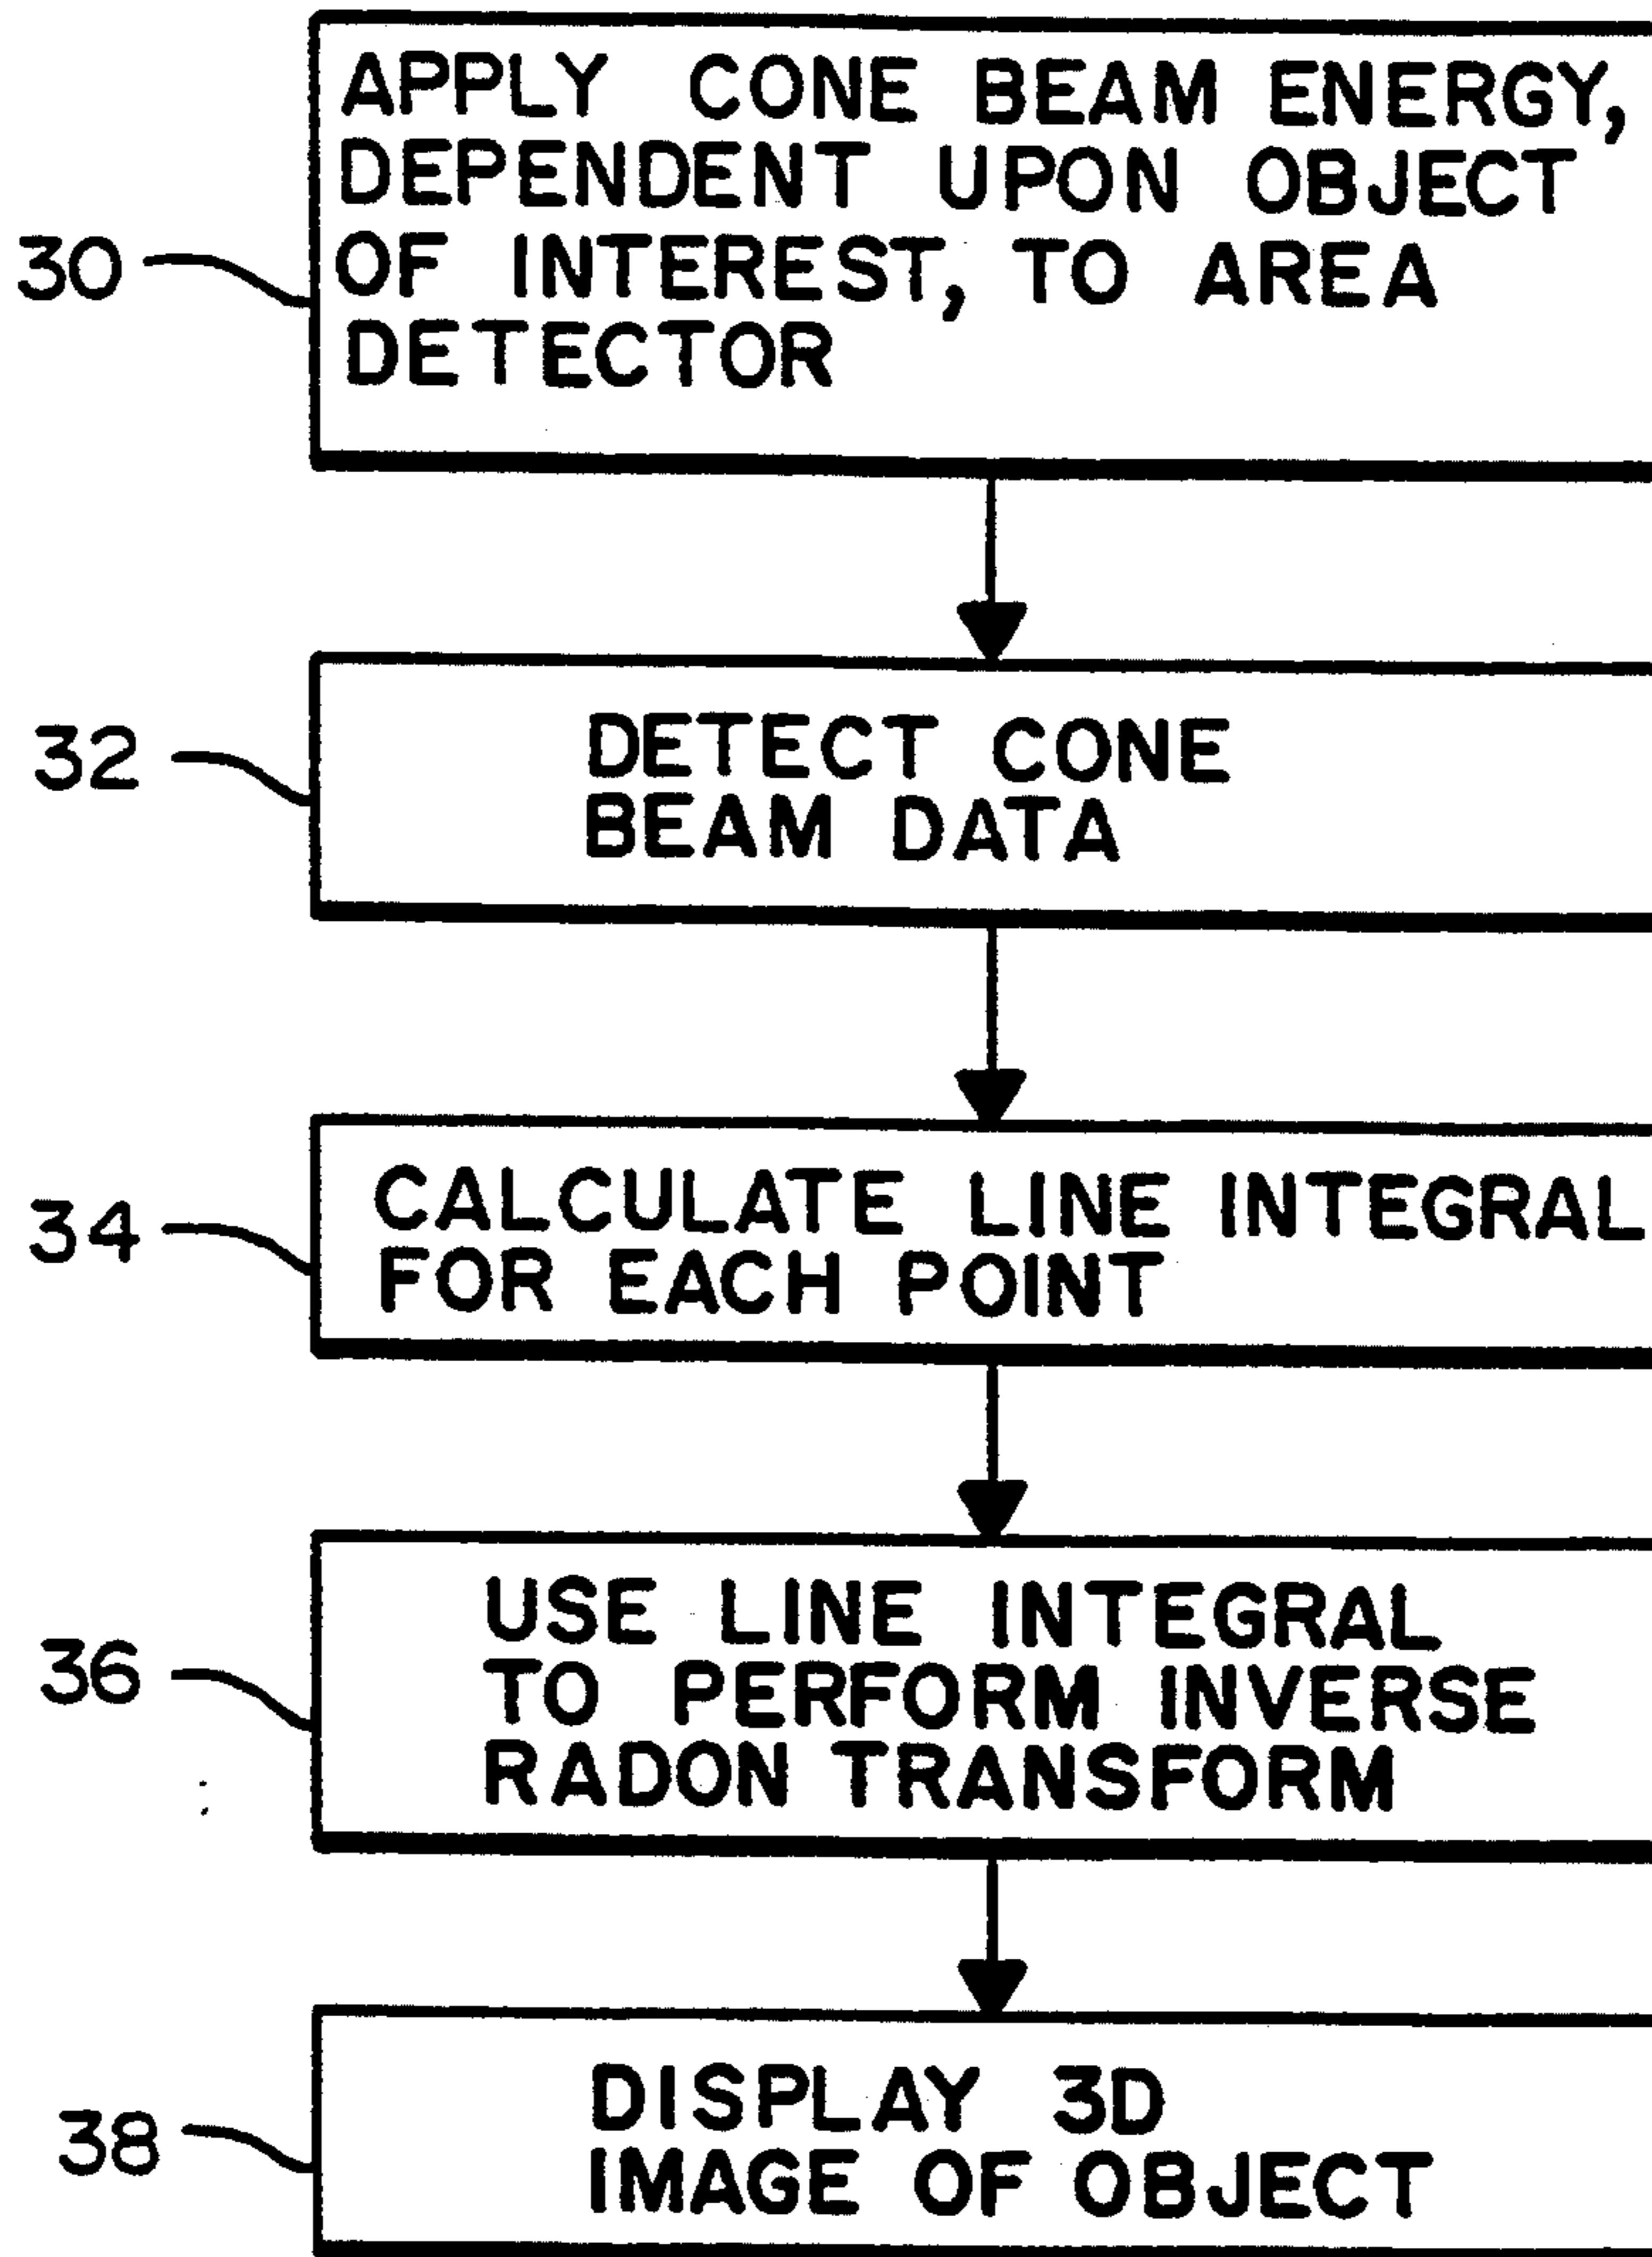 APPLY CONE BEAM ENERGY,
DEPENDENT UPON OBJECT
30 OF INTEREST, TO AREA
DETECTOR
32 DETECT CONE
BEAM DATA
34 CALCULATE LINE INTEGRAL
FOR EACH POINT
USE LINE INTEGRAL
36 TO PERFORM INVERSE
RADON TRANSFORM
DISPLAY 3D
38 IMAGE OF OBJECT